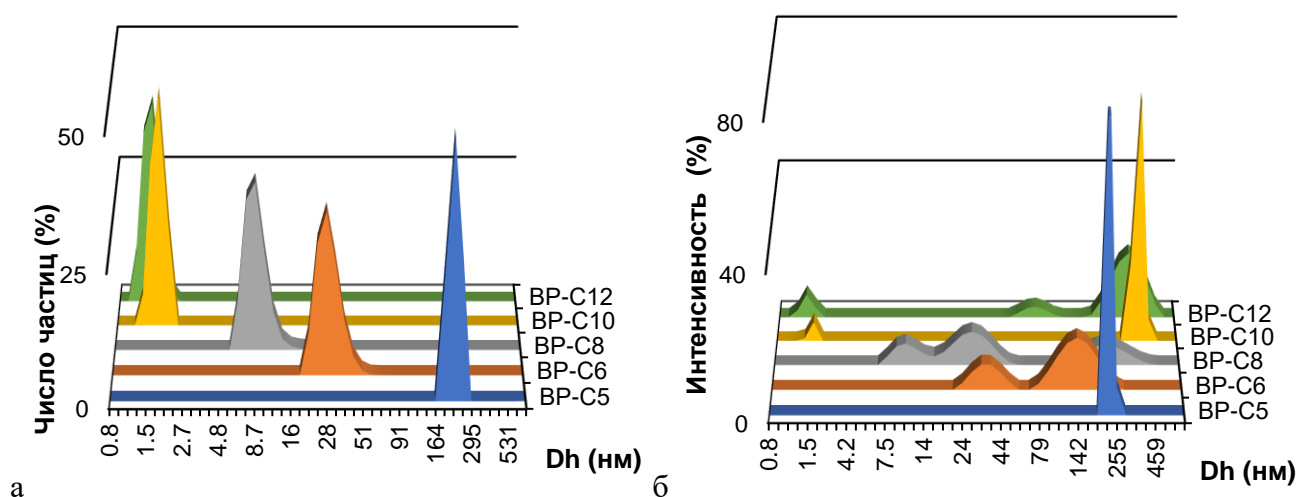 Число частиц (%)
50
25
0
BP-C12
BP-C10
BP-C8
BP-C6
BP-C5
0.8 1.5 2.7 4.8 8.7 16 28 51 91 164 295 531
Dh (нм)
а
Интенсивность (%)
80
40
0
BP-C12
BP-C10
BP-C8
BP-C6
BP-C5
0.8 1.5 4.2 7.5 14 24 44 79 142 255 459
Dh (нм)
б